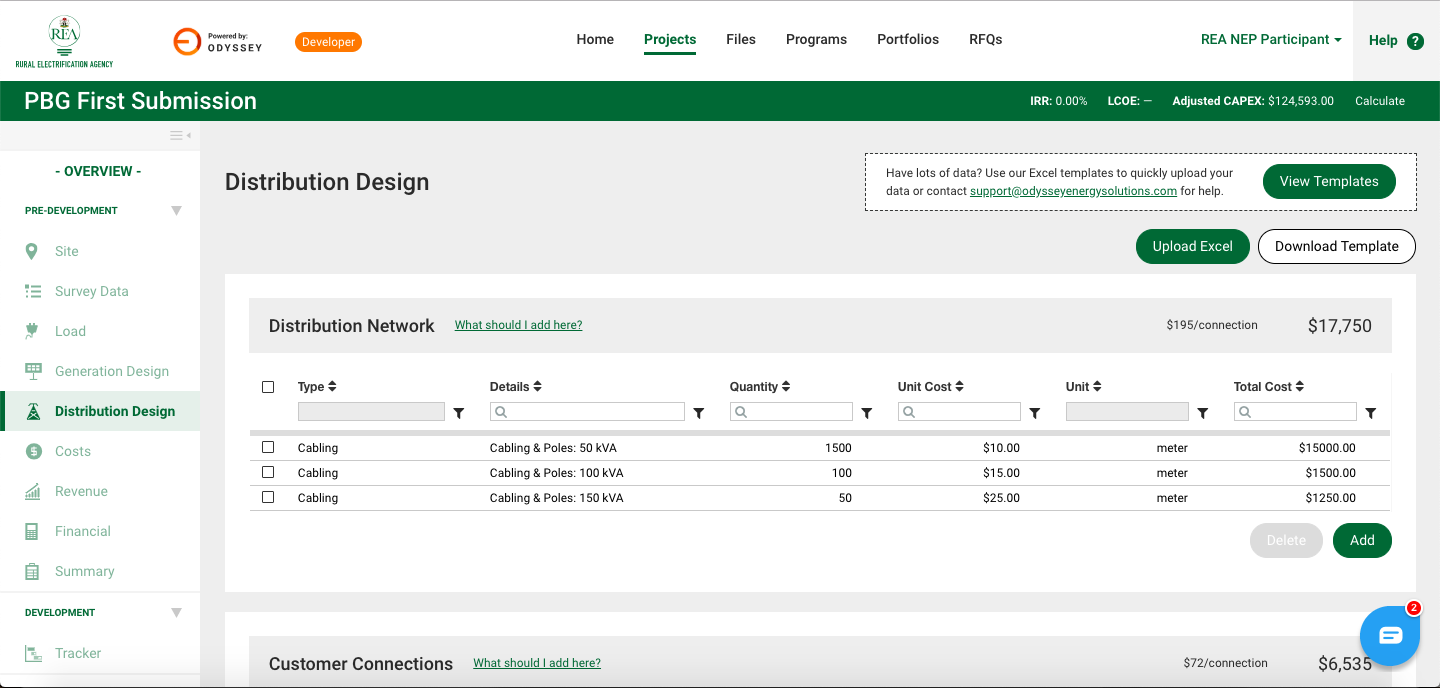 REA
RURAL ELECTRIFICATION AGENCY
Powered by:
ODYSSEY
Developer
Home Projects Files Programs Portfolios RFQs
REA NEP Participant
Help ?
PBG First Submission
IRR: 0.00% LCOE: — Adjusted CAPEX: $124,593.00 Calculate
- OVERVIEW -
PRE-DEVELOPMENT
Site
Survey Data
Load
Generation Design
Distribution Design
Costs
Revenue
Financial
Summary
DEVELOPMENT
Tracker
Distribution Design
Have lots of data? Use our Excel templates to quickly upload your
data or contact support@odysseyenergysolutions.com for help.
View Templates
Upload Excel Download Template
Distribution Network What should I add here? $195/connection $17,750
Type Details Quantity Unit Cost Unit Total Cost
Cabling Cabling & Poles: 50 kVA 1500 $10.00 meter $15000.00
Cabling Cabling & Poles: 100 kVA 100 $15.00 meter $1500.00
Cabling Cabling & Poles: 150 kVA 50 $25.00 meter $1250.00
Delete Add
2
Customer Connections What should I add here? $72/connection $6,535